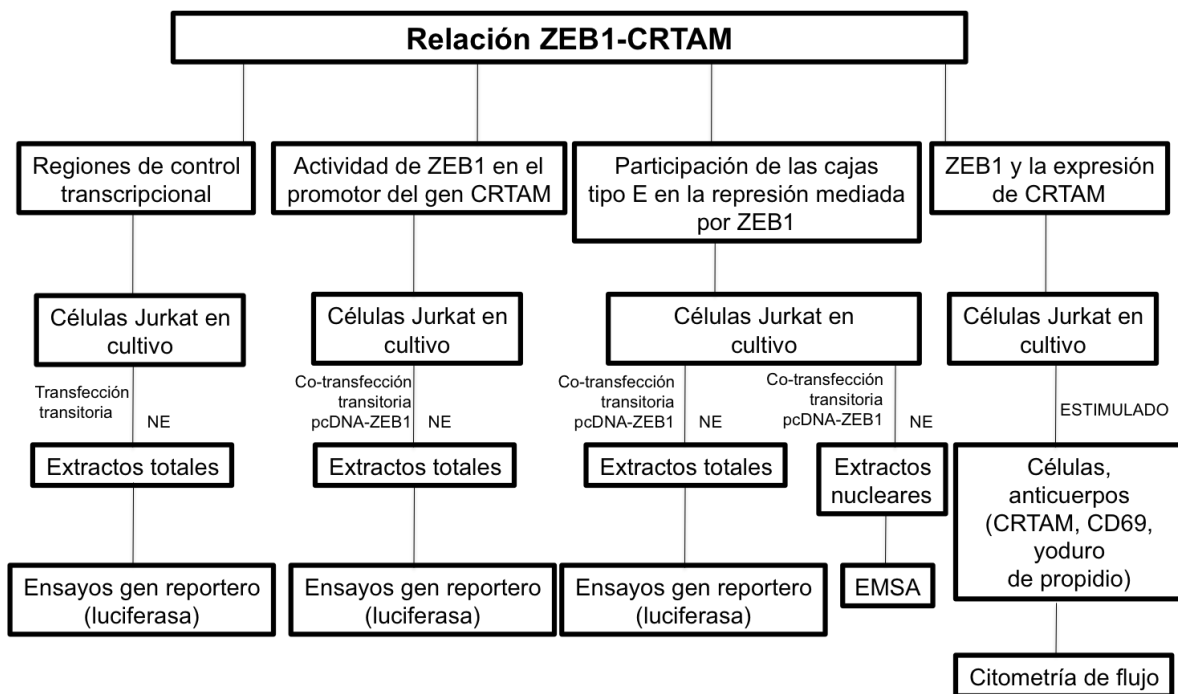 Relación ZEB1-CRTAM
Regiones de control
transcripcional
Actividad de ZEB1 en el
promotor del gen CRTAM
Participación de las cajas
tipo E en la represión mediada
por ZEB1
ZEB1 y la expresión
de CRTAM
Células Jurkat en
cultivo
Células Jurkat en
cultivo
Células Jurkat en
cultivo
Células Jurkat en
cultivo
Transfección
transitoria
NE
Co-transfección
transitoria
pcDNA-ZEB1
NE
Co-transfección
transitoria
pcDNA-ZEB1
NE
Co-transfección
transitoria
pcDNA-ZEB1
NE
ESTIMULADO
Extractos totales
Extractos totales
Extractos totales
Extractos
nucleares
Células,
anticuerpos
(CRTAM, CD69,
yoduro
de propidio)
Ensayos gen reportero
(luciferasa)
Ensayos gen reportero
(luciferasa)
Ensayos gen reportero
(luciferasa)
EMSA
Citometría de flujo